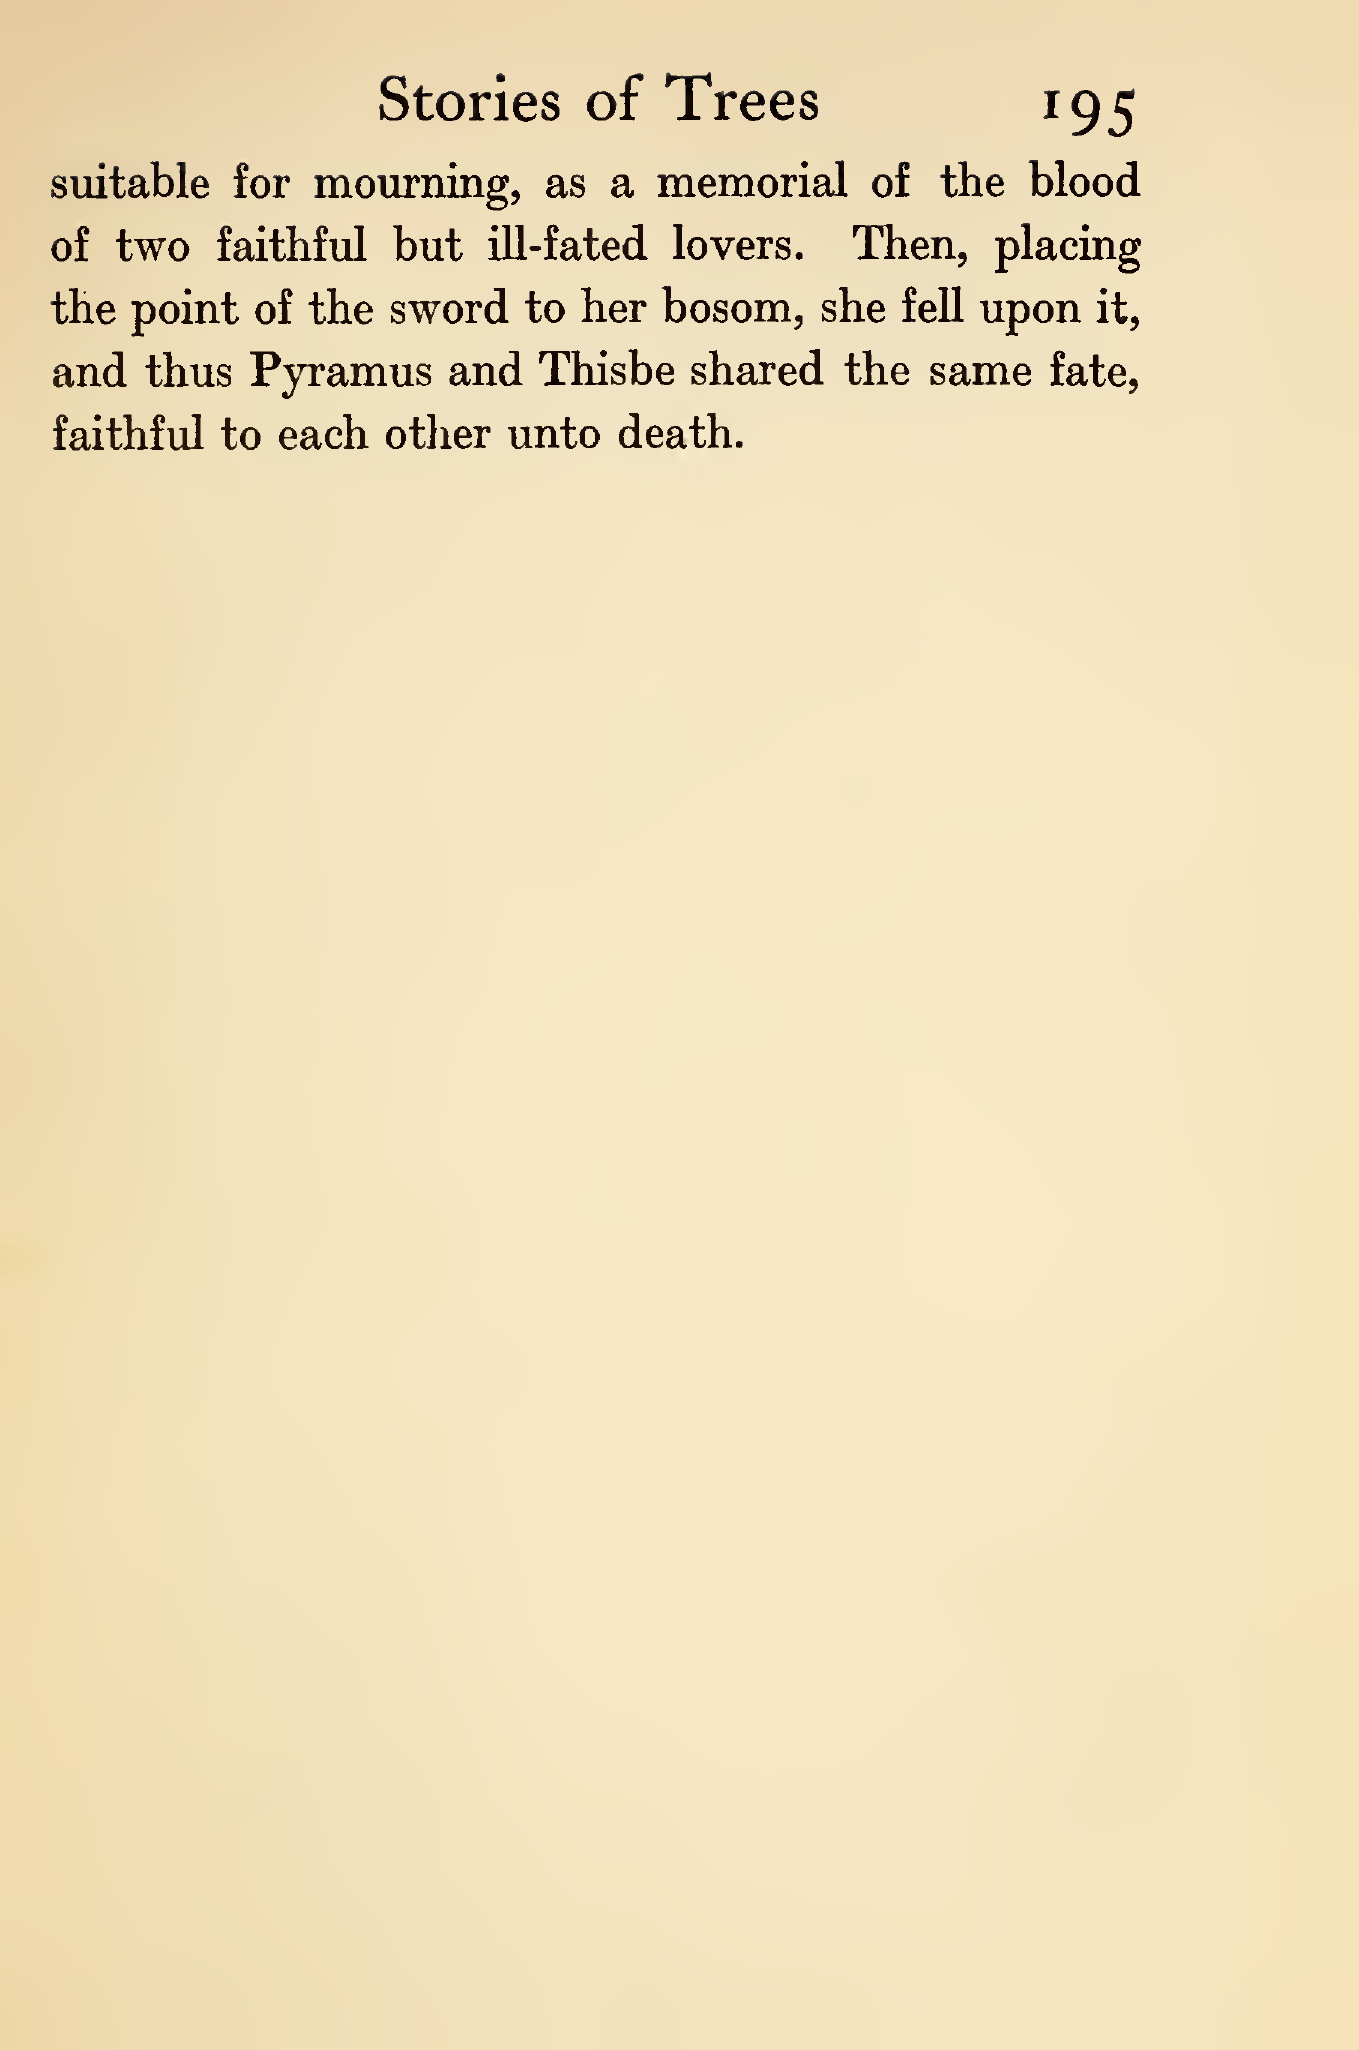 Stories of Trees 195
suitable for mourning, as a memorial of the blood
of two faithful but ill-fated lovers. Then, placing
the point of the sword to her bosom, she fell upon it,
and thus Pyramus and Thisbe shared the same fate,
faithful to each other unto death.